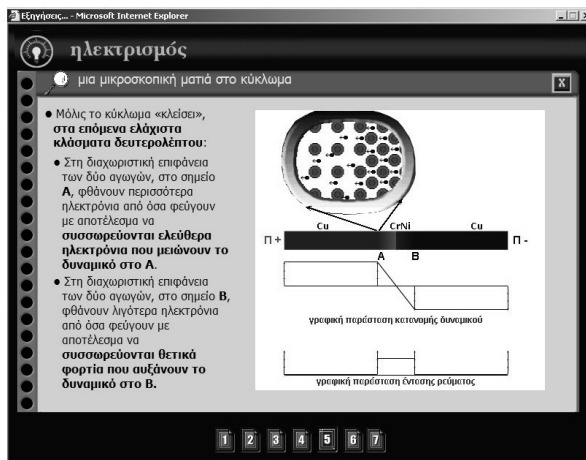 Εξηγήσεις... - Microsoft Internet Explorer
ηλεκτρισμός
μια μικροσκοπική ματιά στο κύκλωμα
X
● Μόλις το κύκλωμα «κλείσει»,
στα επόμενα ελάχιστα
κλάσματα δευτερολέπτου:
● Στη διαχωριστική επιφάνεια
των δύο αγωγών, στο σημείο
Α, φθάνουν περισσότερα
ηλεκτρόνια από όσα φεύγουν
με αποτέλεσμα να
συσσωρεύονται ελεύθερα
ηλεκτρόνια που μειώνουν το
δυναμικό στο Α.
● Στη διαχωριστική επιφάνεια
των δύο αγωγών, στο σημείο Β,
φθάνουν λιγότερα ηλεκτρόνια
από όσα φεύγουν με
αποτέλεσμα να
συσσωρεύονται θετικά
φορτία που αυξάνουν το
δυναμικό στο Β.
Cu CrNi Cu
Π + Π -
Α Β
γραφική παράσταση κατανομής δυναμικού
γραφική παράσταση έντασης ρεύματος
1 2 3 4 5 6 7